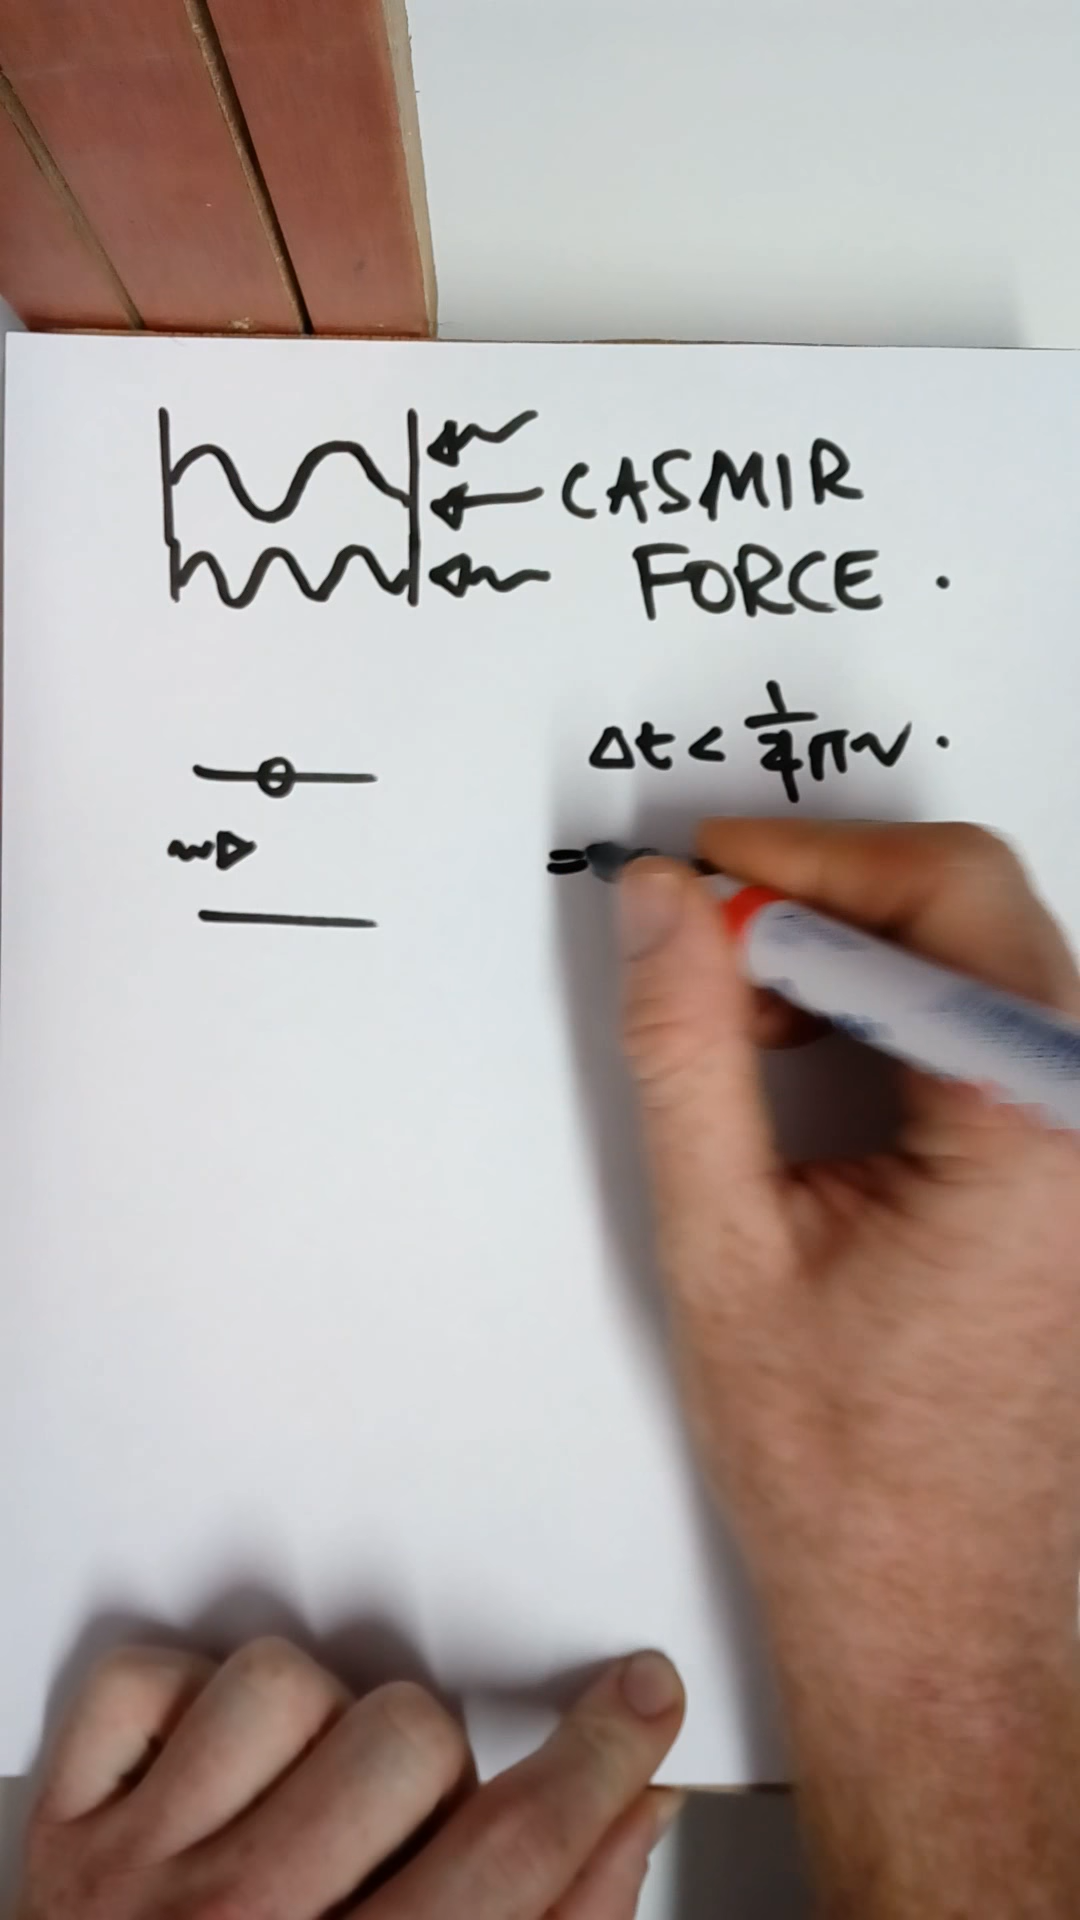 CASMIR
FORCE .
Δt < 1/4πν .
=